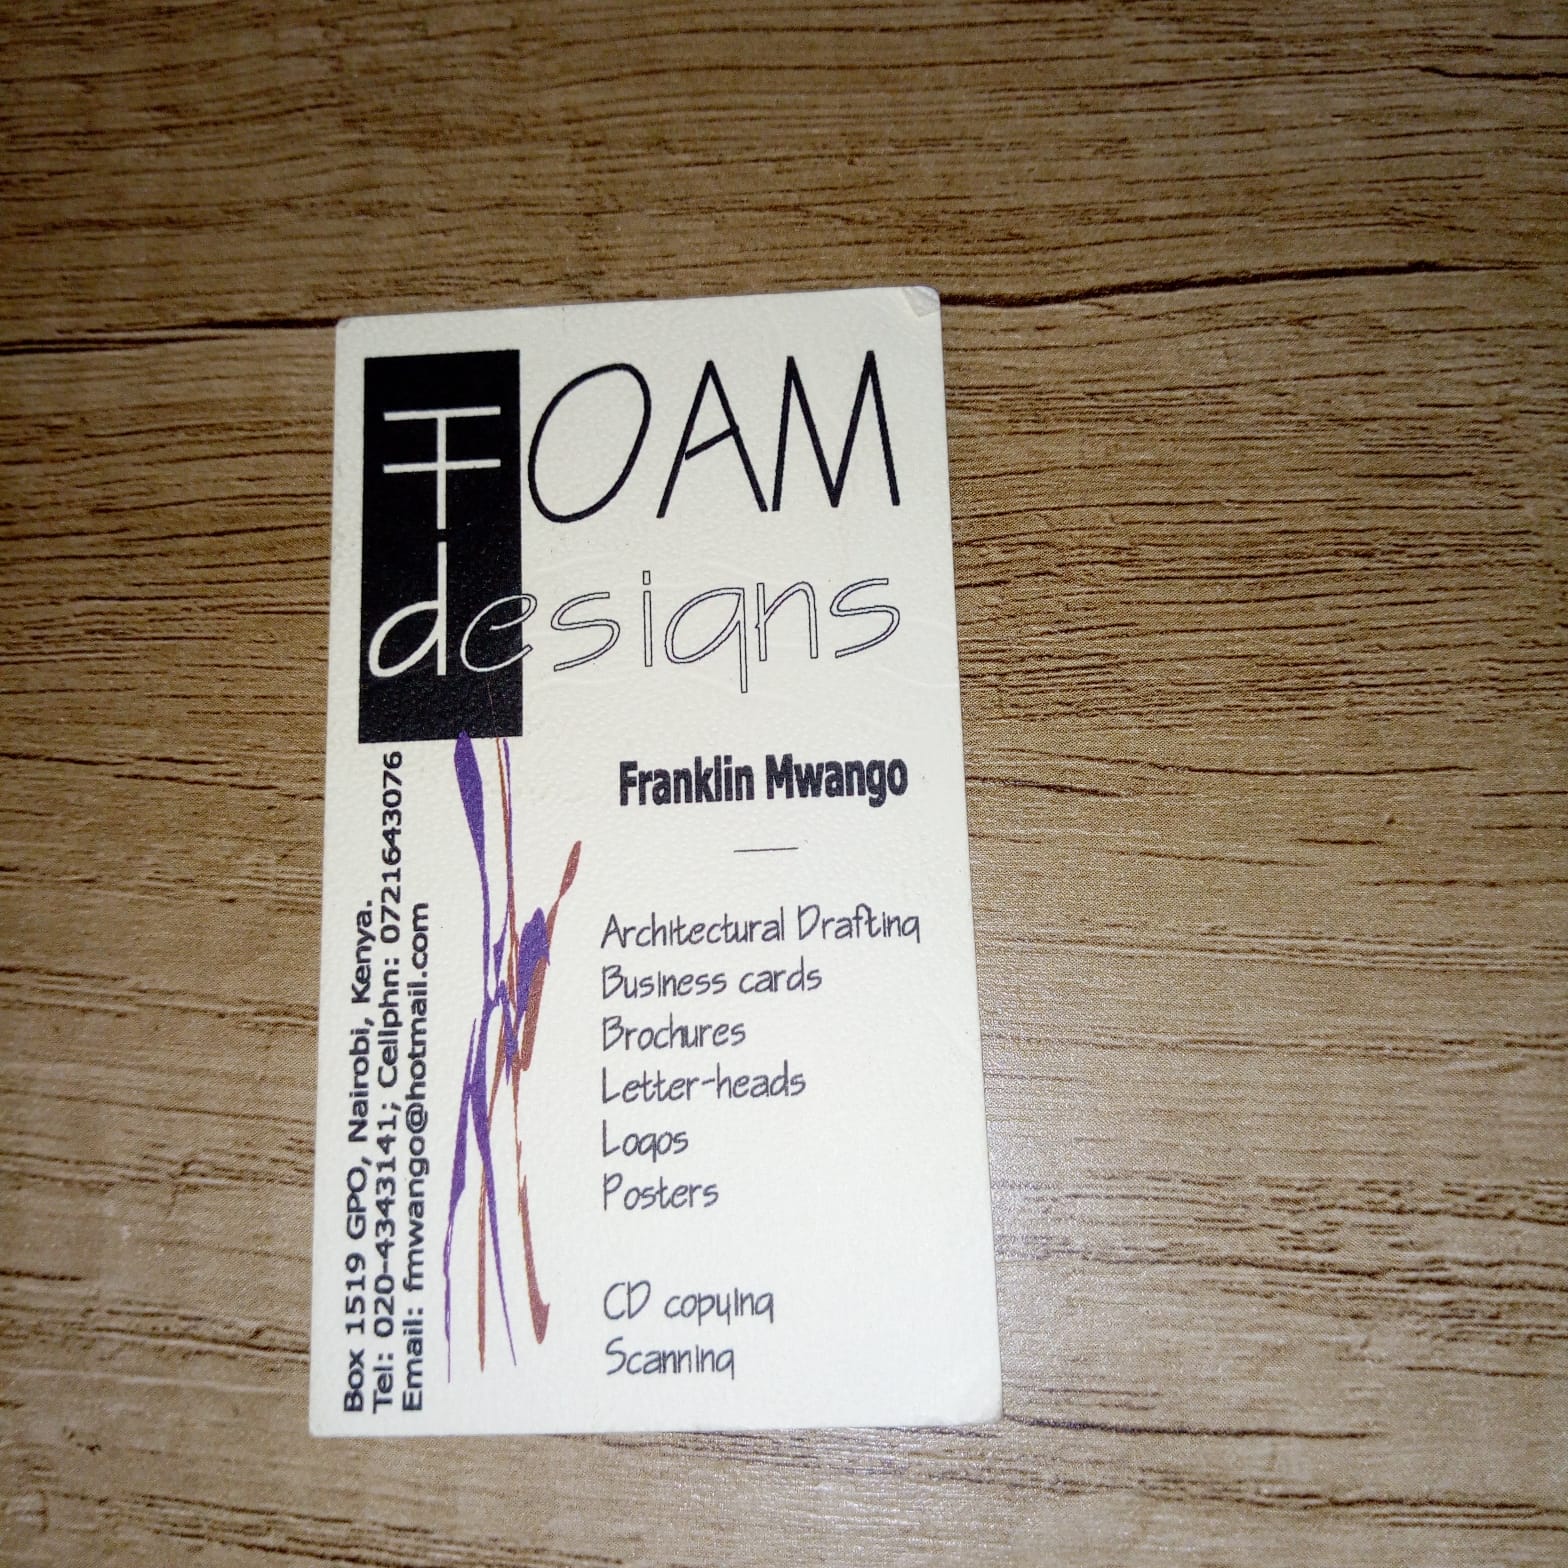 FOAM
designs
Franklin Mwango
Architectural Drafting
Business cards
Brochures
Letter-heads
Logos
Posters
CD copying
Scanning
Box 1519 GPO, Nairobi, Kenya.
Tel: 020-4343141; Cellphn: 0721643076
Email: fmwango@hotmail.com